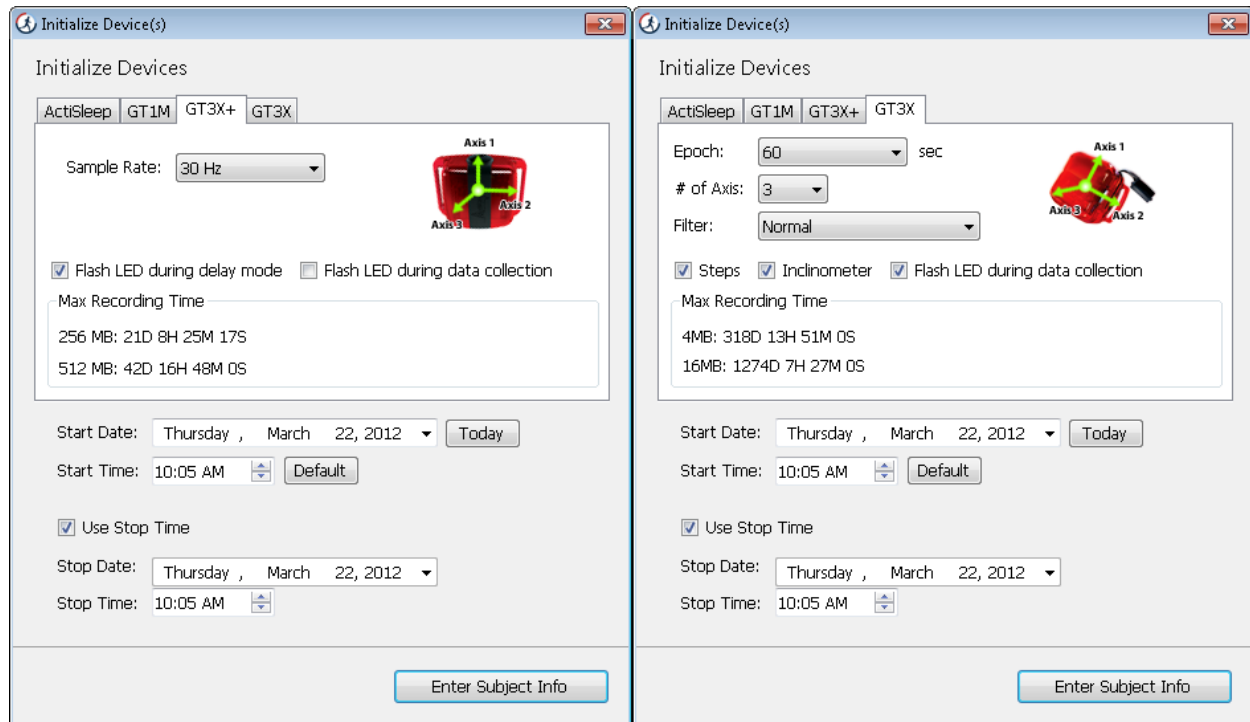 Initialize Device(s)
Initialize Devices
ActiSleep GT1M GT3X+ GT3X
Sample Rate: 30 Hz
Axis 1
Axis 2
Axis 3
Flash LED during delay mode Flash LED during data collection
Max Recording Time
256 MB: 21D 8H 25M 17S
512 MB: 42D 16H 48M 0S
Start Date: Thursday , March 22, 2012 Today
Start Time: 10:05 AM Default
Use Stop Time
Stop Date: Thursday , March 22, 2012
Stop Time: 10:05 AM
Enter Subject Info
Initialize Device(s)
Initialize Devices
ActiSleep GT1M GT3X+ GT3X
Epoch: 60 sec
# of Axis: 3
Filter: Normal
Axis 1
Axis 3 Axis 2
Steps Inclinometer Flash LED during data collection
Max Recording Time
4MB: 318D 13H 51M 0S
16MB: 1274D 7H 27M 0S
Start Date: Thursday , March 22, 2012 Today
Start Time: 10:05 AM Default
Use Stop Time
Stop Date: Thursday , March 22, 2012
Stop Time: 10:05 AM
Enter Subject Info